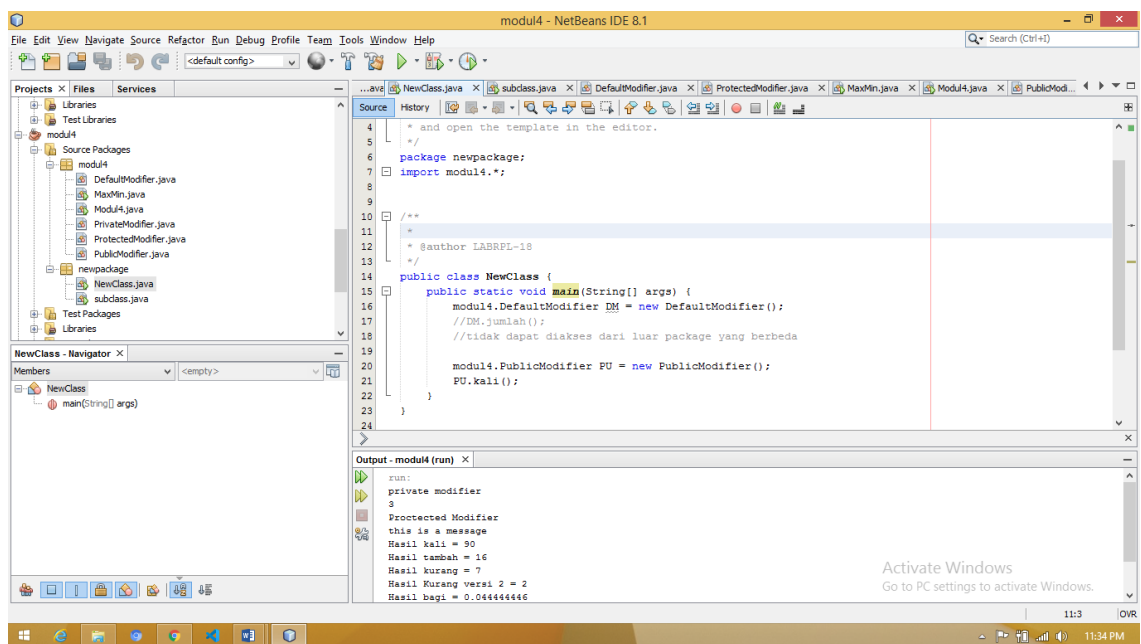 modul4 - NetBeans IDE 8.1
File Edit View Navigate Source Refactor Run Debug Profile Team Tools Window Help
Search (Ctrl+I)
<default config>
Projects Files Services
Libraries
Test Libraries
modul4
Source Packages
modul4
DefaultModifier.java
MaxMin.java
Modul4.java
PrivateModifier.java
ProtectedModifier.java
PublicModifier.java
newpackage
NewClass.java
subclass.java
Test Packages
Libraries
NewClass - Navigator
Members <empty>
NewClass
main(String[] args)
...ava NewClass.java subclass.java DefaultModifier.java ProtectedModifier.java MaxMin.java Modul4.java PublicModi...
Source History
4 * and open the template in the editor.
5 */
6 package newpackage;
7 import modul4.*;
8
9
10 /**
11 *
12 * @author LABRPL-18
13 */
14 public class NewClass {
15 public static void main(String[] args) {
16 modul4.DefaultModifier DM = new DefaultModifier();
17 //DM.jumlah();
18 //tidak dapat diakses dari luar package yang berbeda
19
20 modul4.PublicModifier PU = new PublicModifier();
21 PU.kali();
22 }
23 }
24
Output - modul4 (run)
run:
private modifier
3
Proctected Modifier
this is a message
Hasil kali = 90
Hasil tambah = 16
Hasil kurang = 7
Hasil Kurang versi 2 = 2
Hasil bagi = 0.044444446
Activate Windows
Go to PC settings to activate Windows.
11:3 OVR
11:34 PM